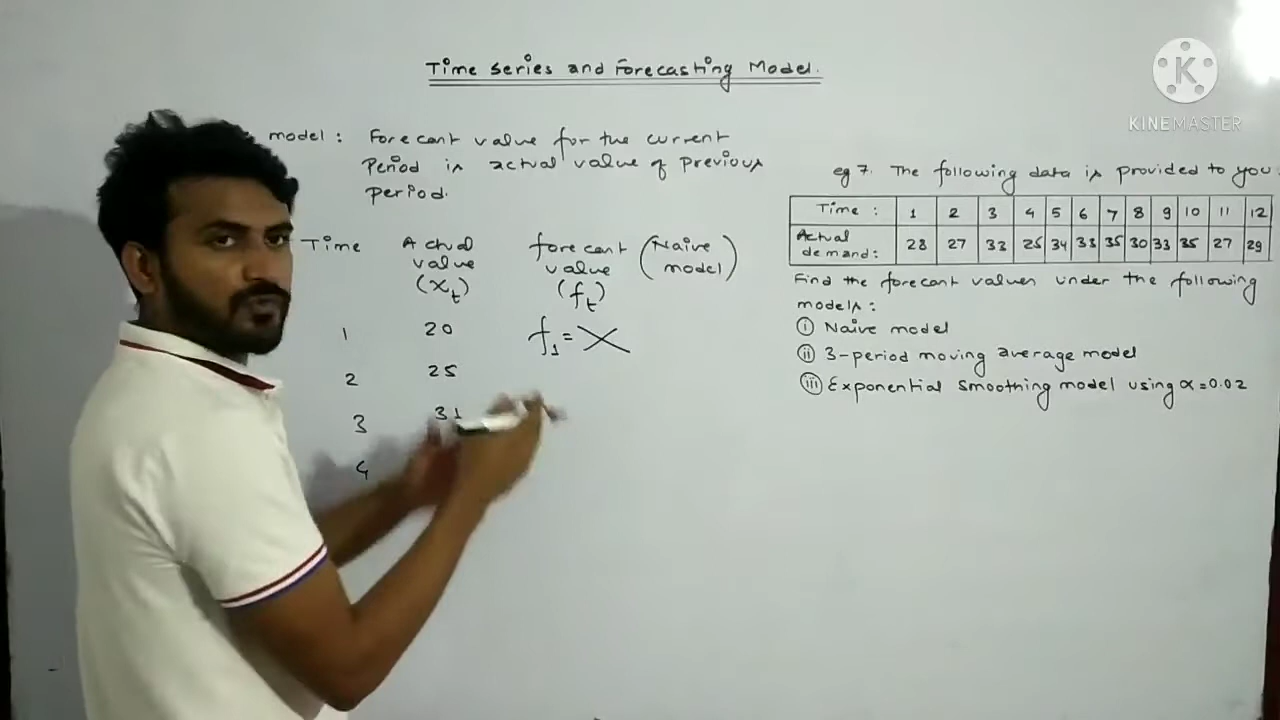 Time series and Forecasting Model.
model : Forecast value for the current
Period is actual value of previous
period.
Time Actual value (xₜ) forecast value (fₜ) (Naive model)
1 20 f₁ = X
2 25
3 31
4
eg 7. The following data is provided to you.
Time : 1 2 3 4 5 6 7 8 9 10 11 12
Actual demand : 28 27 33 25 34 33 35 30 33 35 27 29
Find the forecast values under the following
models :
(i) Naive model
(ii) 3-period moving average model
(iii) Exponential smoothing model using α = 0.02
KINEMASTER